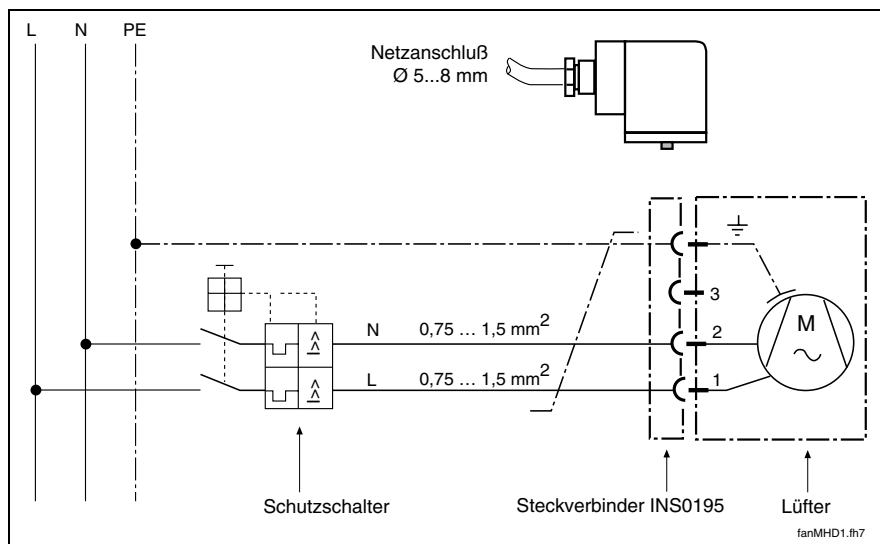 L N PE
Netzanschluß
Ø 5...8 mm
3
M
N 0,75 ... 1,5 mm²
2
L 0,75 ... 1,5 mm²
1
Schutzschalter
Steckverbinder INS0195
Lüfter
fanMHD1.fh7